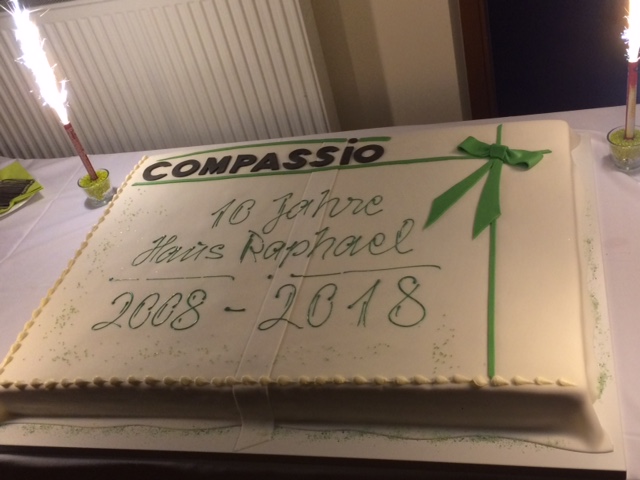 COMPASSiO
10 Jahre
Haus Raphael
2008 - 2018